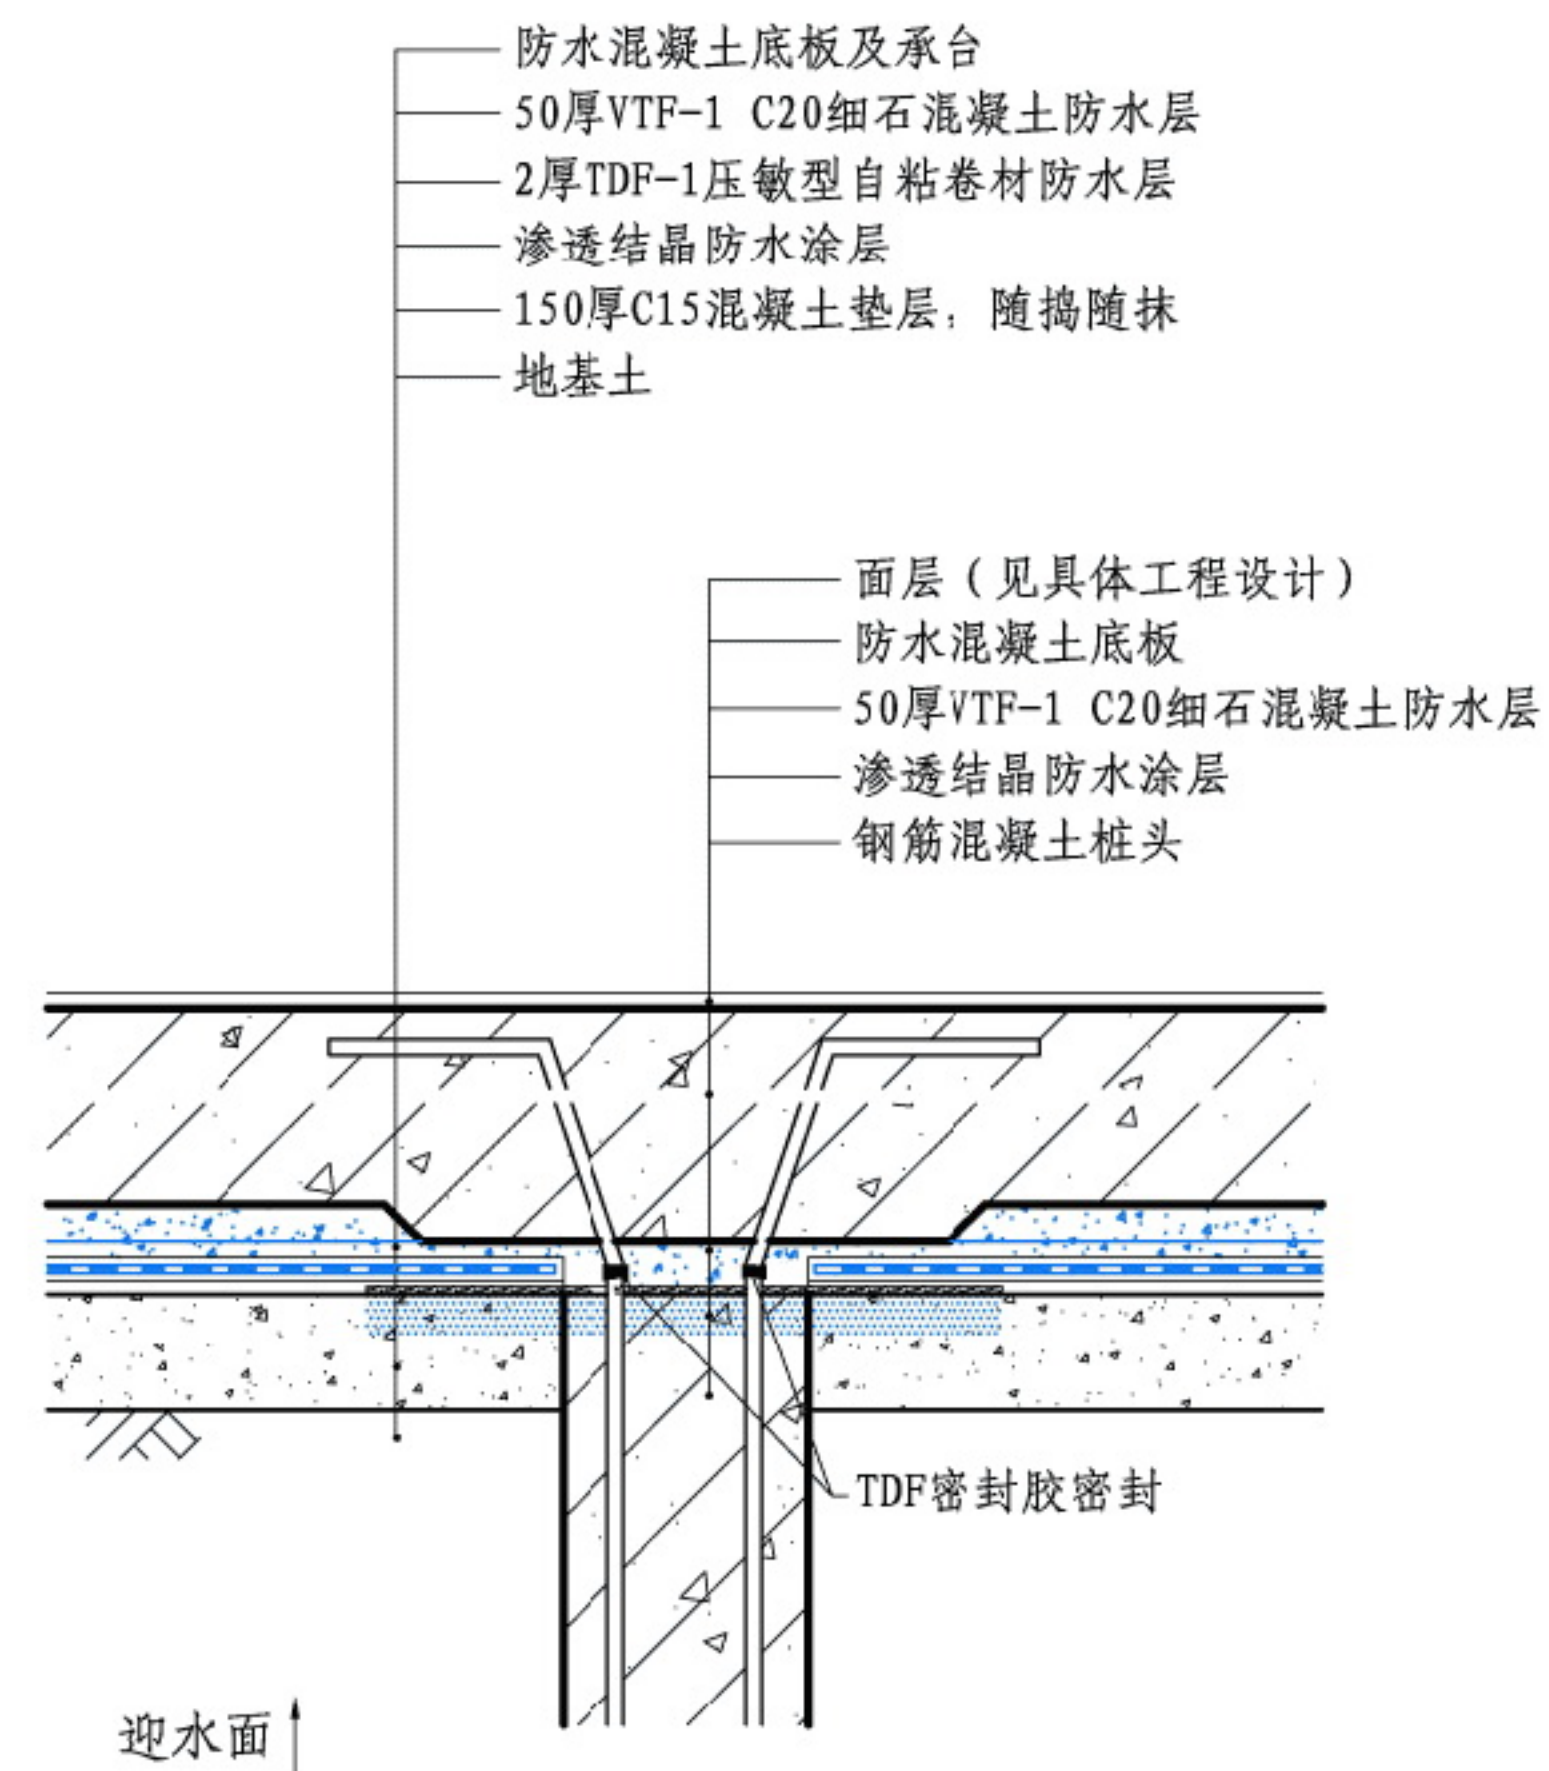 防水混凝土底板及承台
50厚VTF-1 C20细石混凝土防水层
2厚TDF-1压敏型自粘卷材防水层
渗透结晶防水涂层
150厚C15混凝土垫层；随捣随抹
地基土
面层（见具体工程设计）
防水混凝土底板
50厚VTF-1 C20细石混凝土防水层
渗透结晶防水涂层
钢筋混凝土桩头
TDF密封胶密封
迎水面